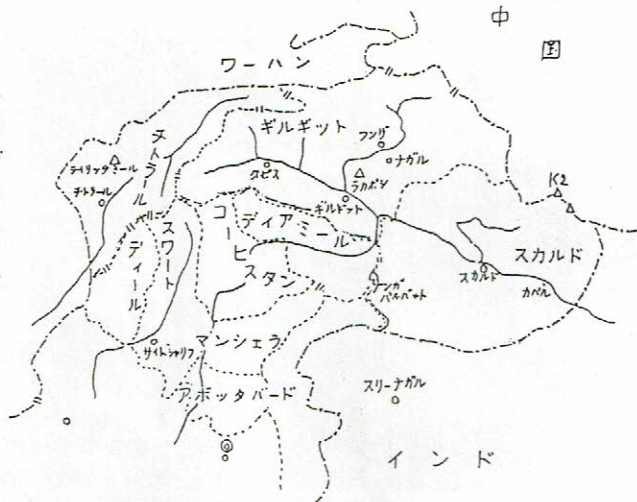 中
国
ワーハン
ギルギット
フンザ
ナガル
チトラール
ティリッチミール
チトラール
クピス
ラカポシ
K2
ギルギット
ディアミール
コーヒスタン
スワート
ディール
スカルド
スカルド
カパル
ナンガ
パルバット
サイトシャリフ
マンシェラ
アボッタバード
スリーナガル
インド